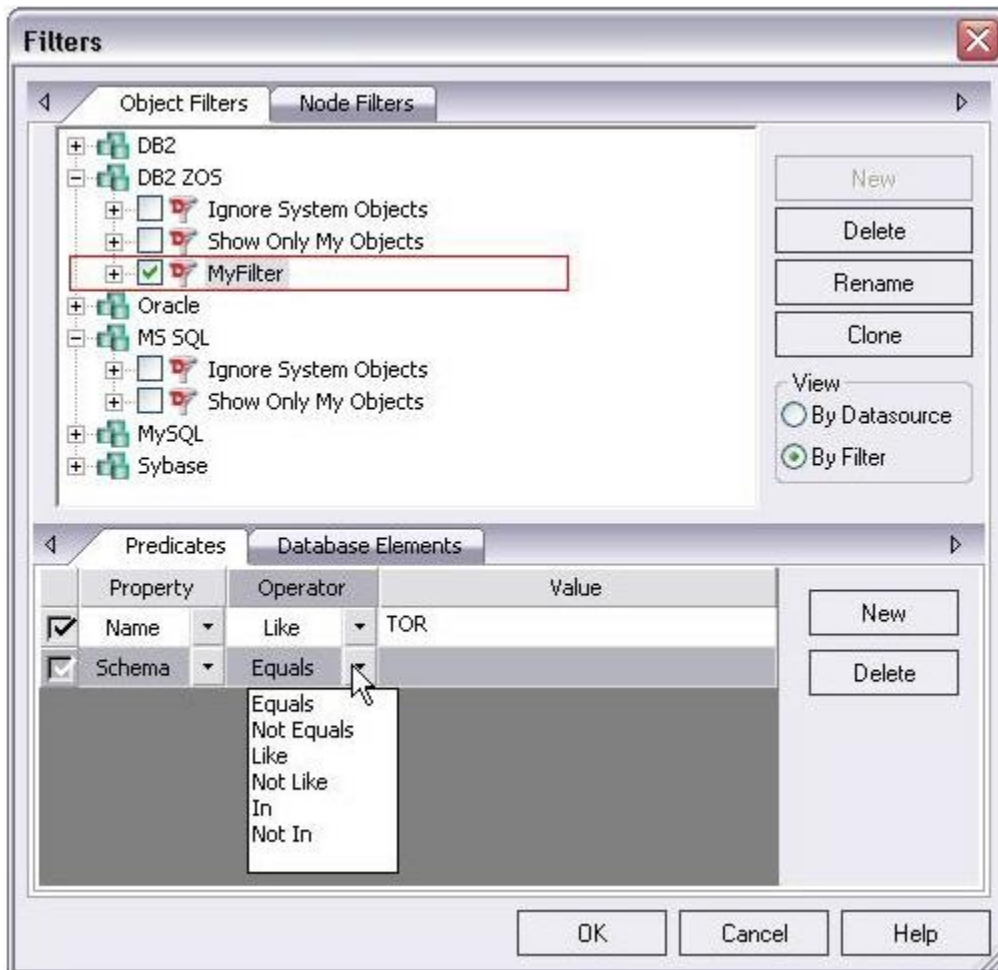 Filters
Object Filters Node Filters
DB2
DB2 ZOS
Ignore System Objects
Show Only My Objects
MyFilter
Oracle
MS SQL
Ignore System Objects
Show Only My Objects
MySQL
Sybase
New
Delete
Rename
Clone
View
By Datasource
By Filter
Predicates Database Elements
Property Operator Value
Name Like TOR
Schema Equals
Equals
Not Equals
Like
Not Like
In
Not In
New
Delete
OK Cancel Help